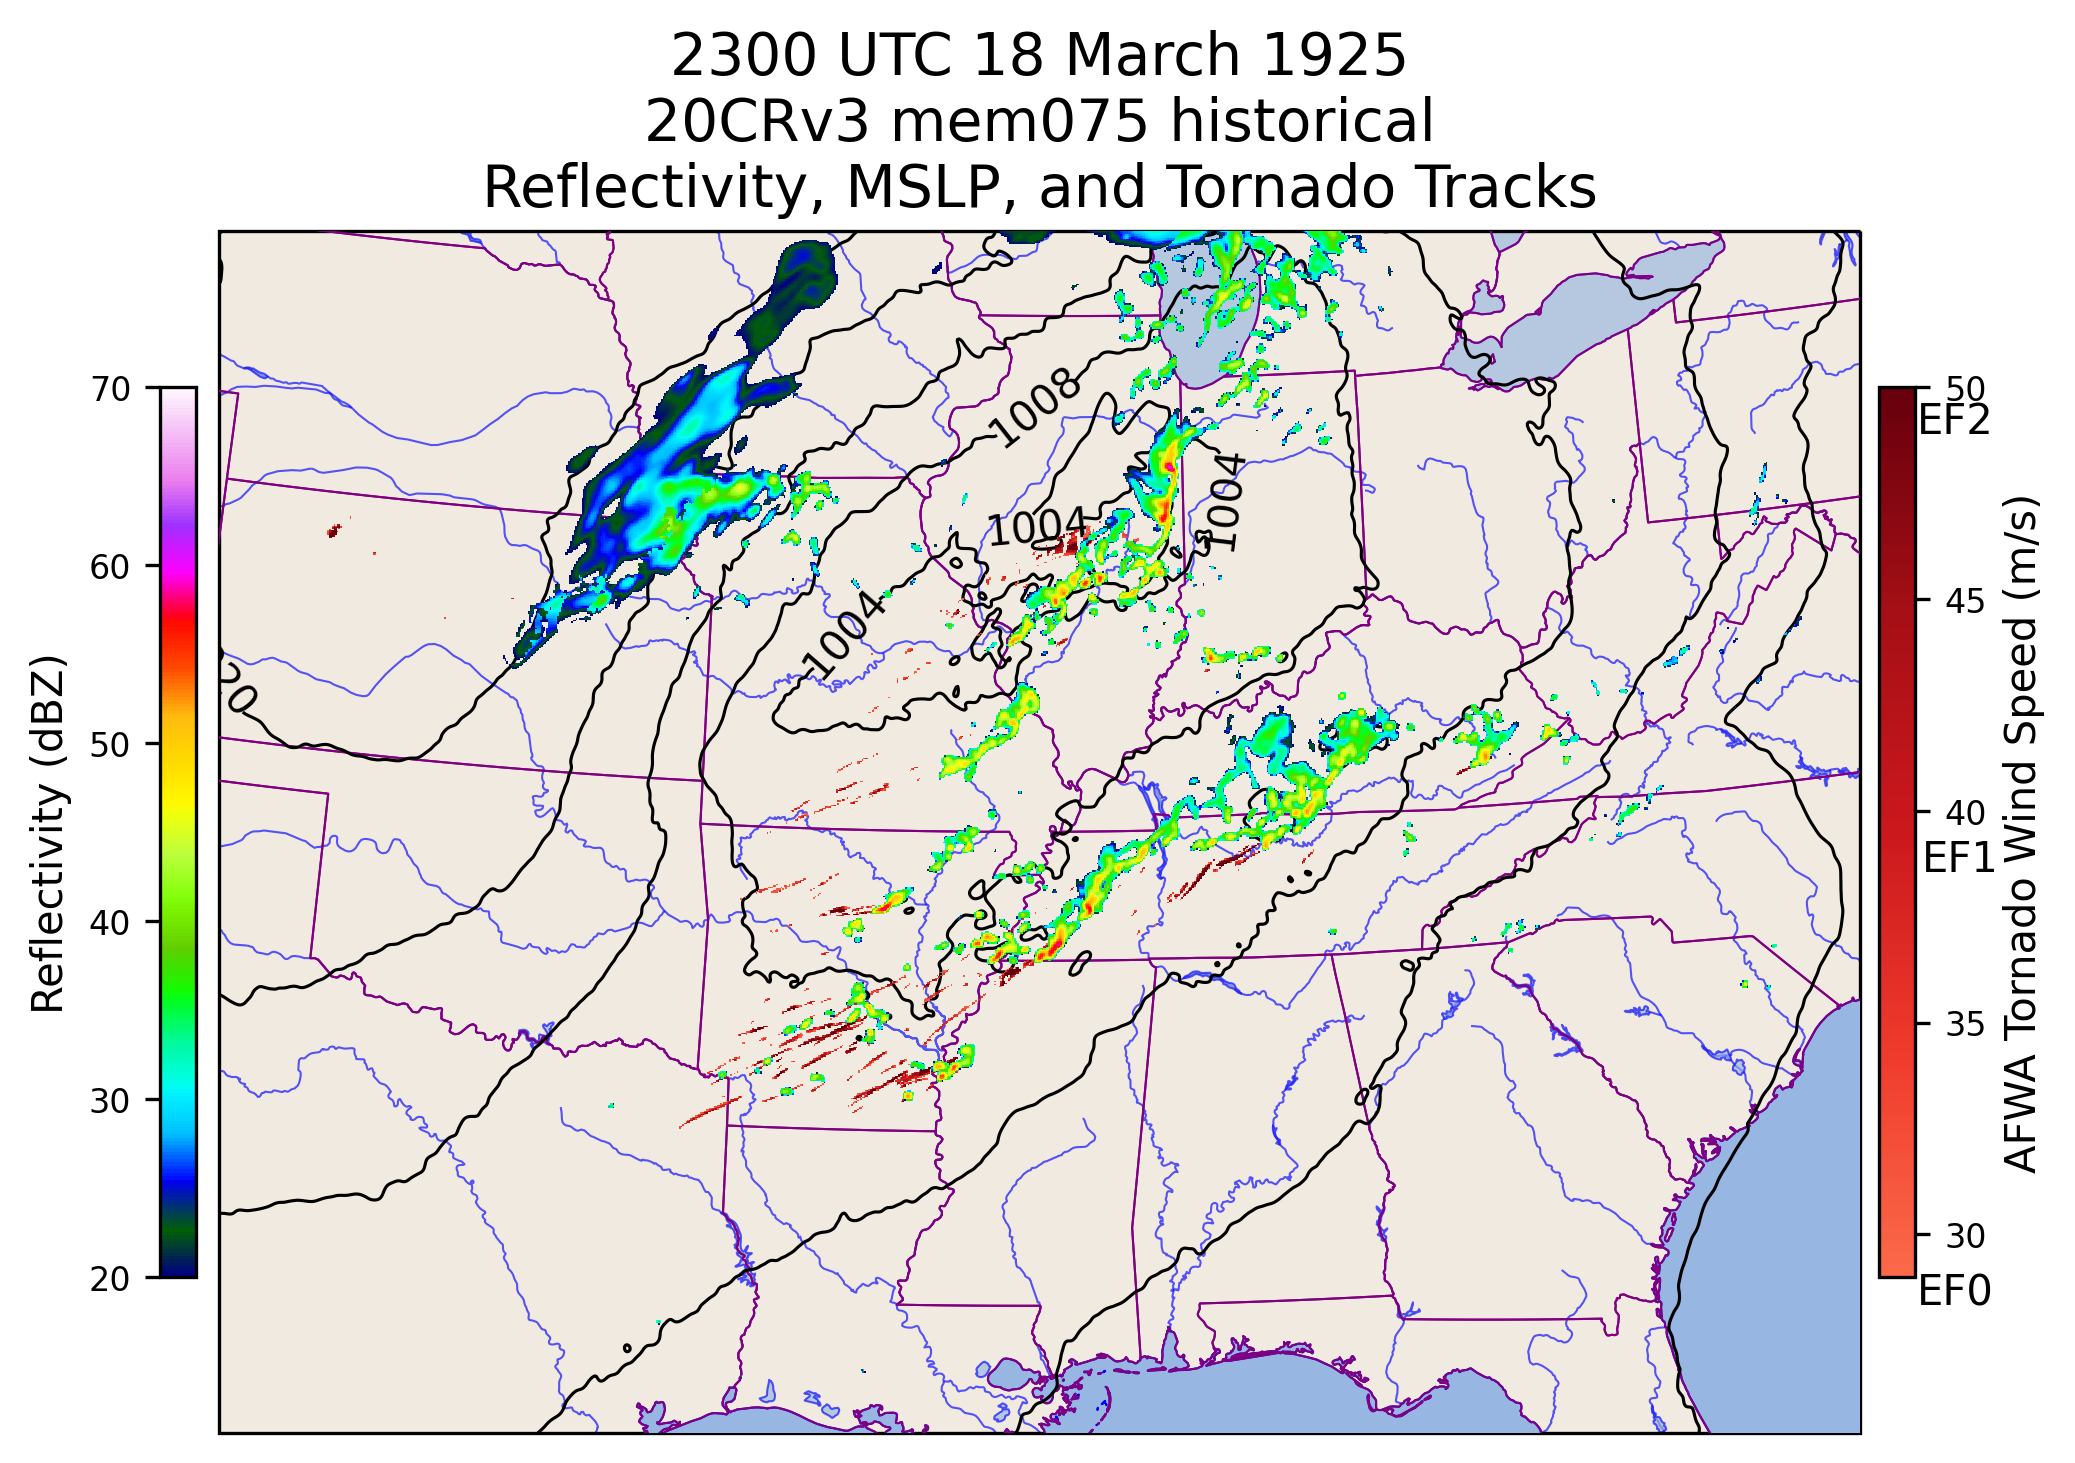 2300 UTC 18 March 1925
20CRv3 mem075 historical
Reflectivity, MSLP, and Tornado Tracks
70
60
50
40
30
20
Reflectivity (dBZ)
1008
1004
1004
1004
20
50
EF2
45
40
EF1
35
30
EF0
AFWA Tornado Wind Speed (m/s)